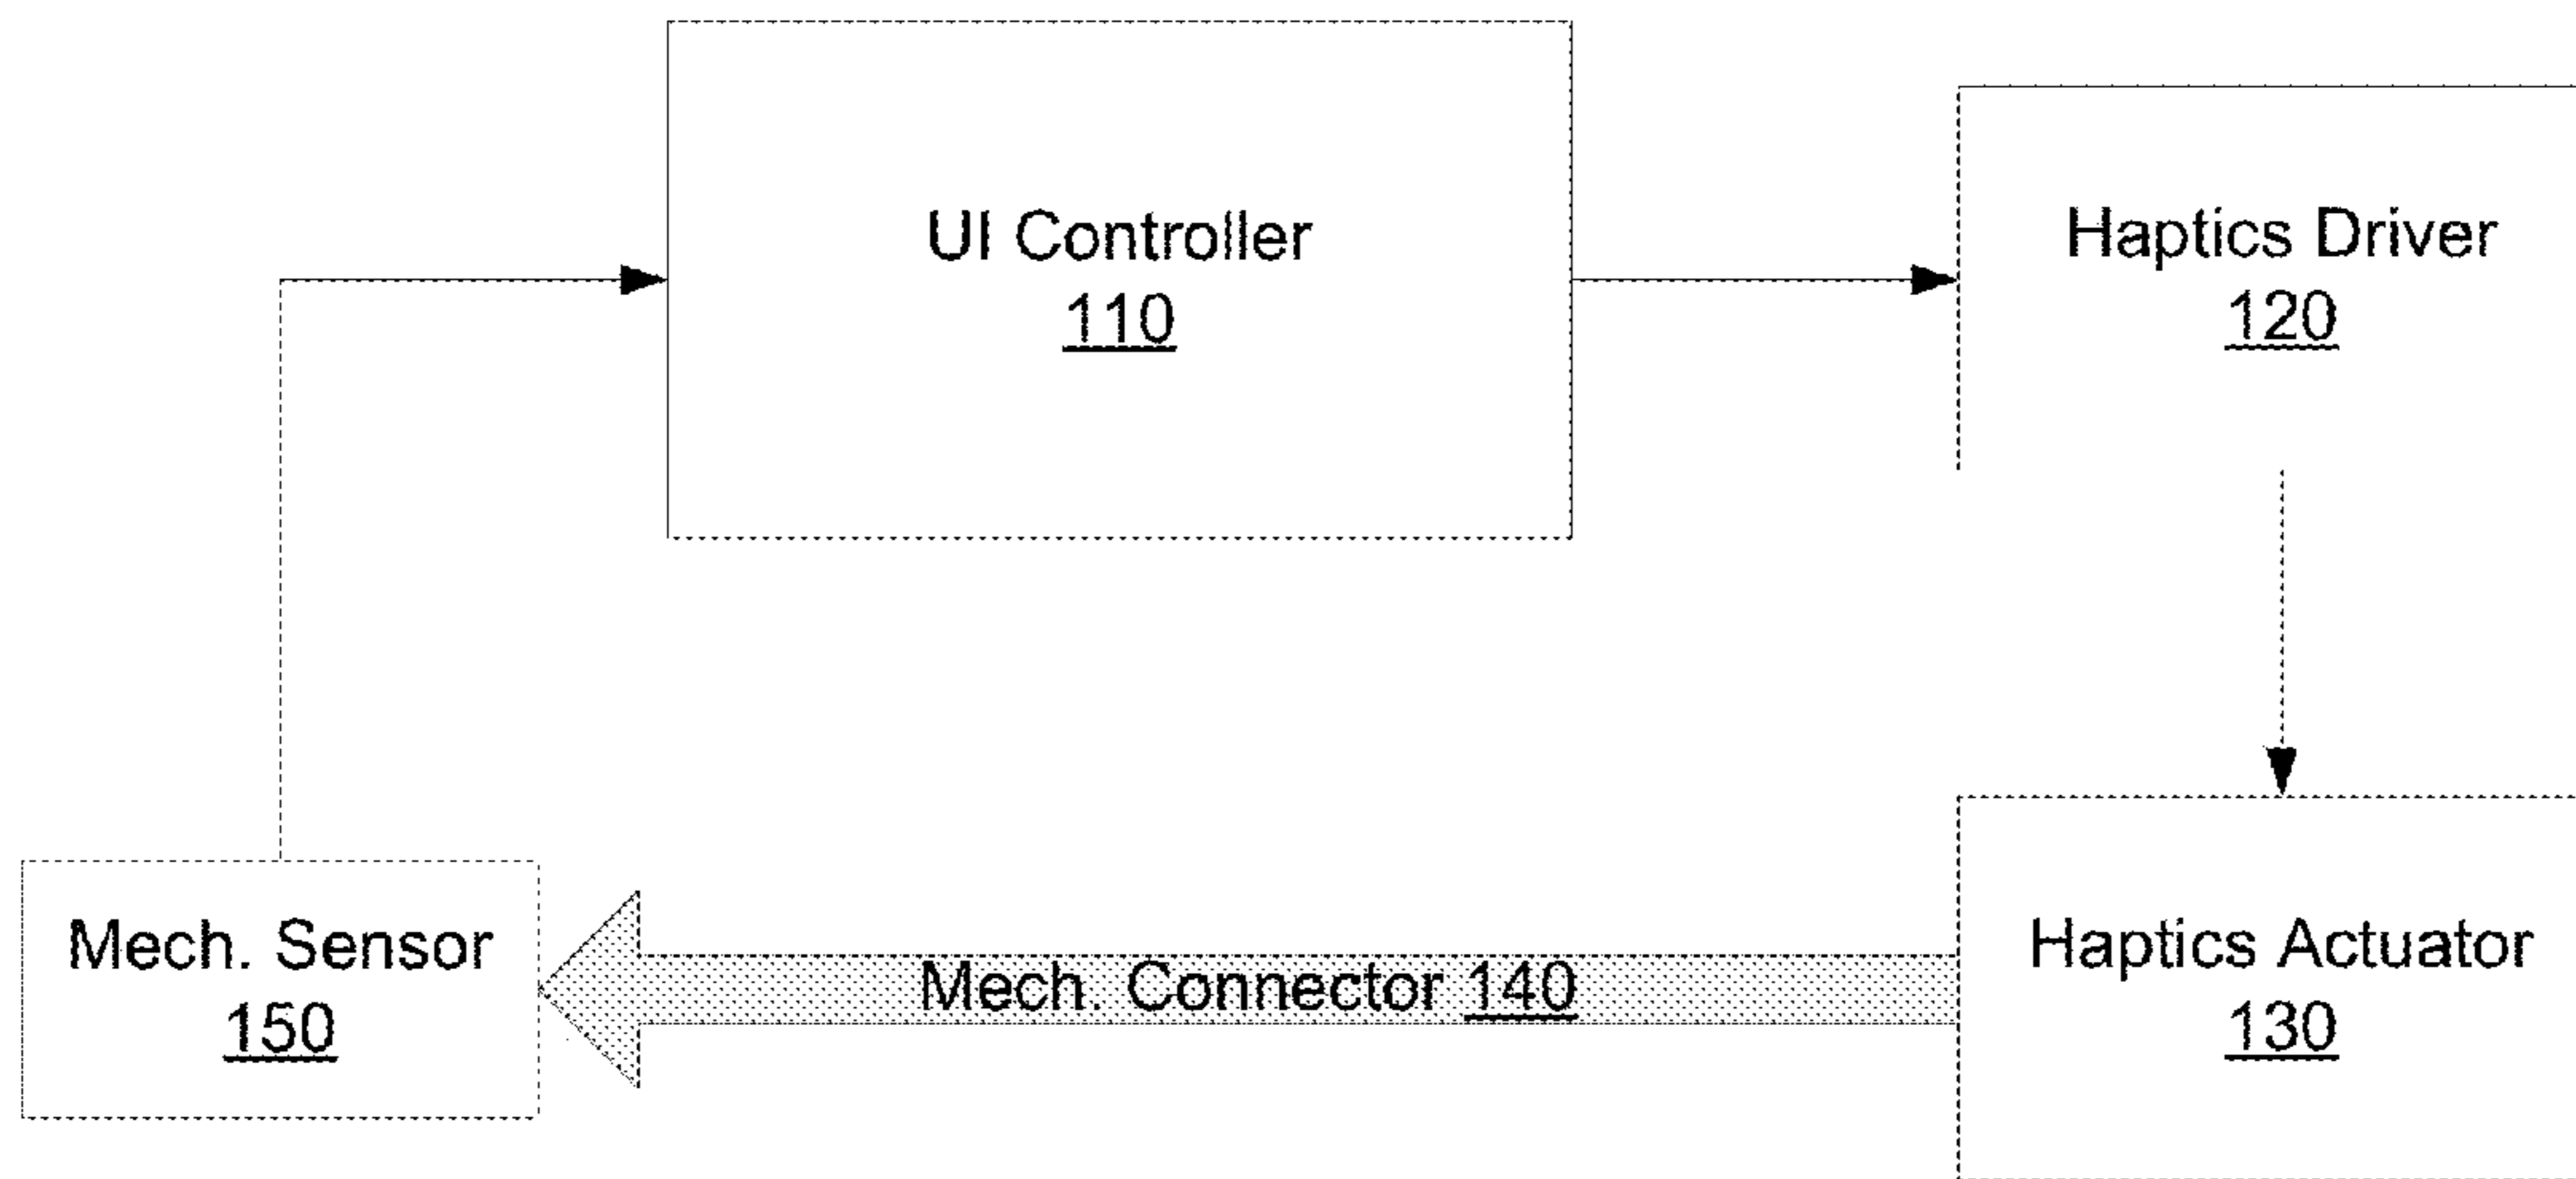 UI Controller
110
Haptics Driver
120
Mech. Sensor
150
Mech. Connector 140
Haptics Actuator
130